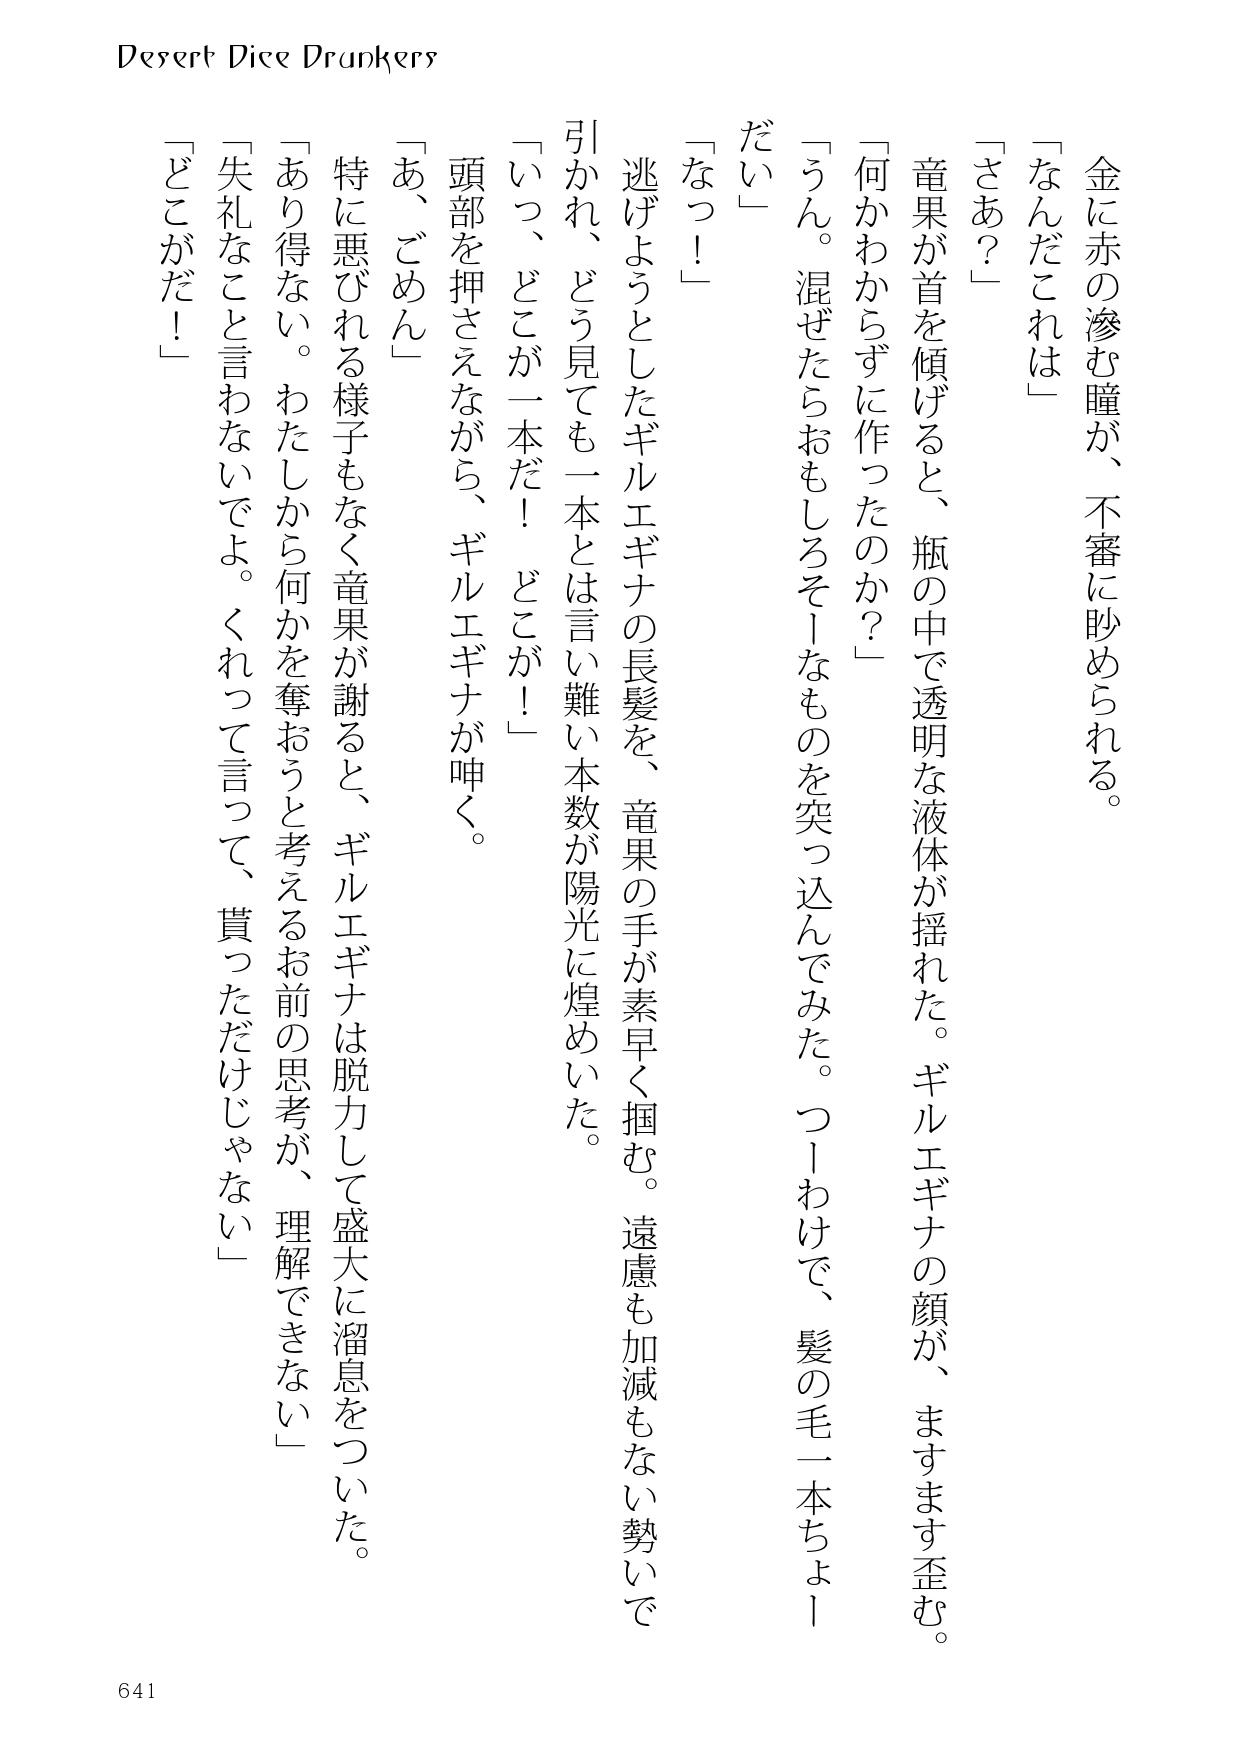 Desert Dice Drunkers
　金に赤の滲む瞳が、不審に眇められる。
「なんだこれは」
「さあ？」
　竜果が首を傾げると、瓶の中で透明な液体が揺れた。ギルエギナの顔が、ますます歪む。
「何かわからずに作ったのか？」
「うん。混ぜたらおもしろそーなものを突っ込んでみた。つーわけで、髪の毛一本ちょー
だい」
「なっ！」
　逃げようとしたギルエギナの長髪を、竜果の手が素早く掴む。遠慮も加減もない勢いで
引かれ、どう見ても一本とは言い難い本数が陽光に煌めいた。
「いっ、どこが一本だ！　どこが！」
　頭部を押さえながら、ギルエギナが呻く。
「あ、ごめん」
　特に悪びれる様子もなく竜果が謝ると、ギルエギナは脱力して盛大に溜息をついた。
「あり得ない。わたしから何かを奪おうと考えるお前の思考が、理解できない」
「失礼なこと言わないでよ。くれって言って、貰っただけじゃない」
「どこがだ！」
641